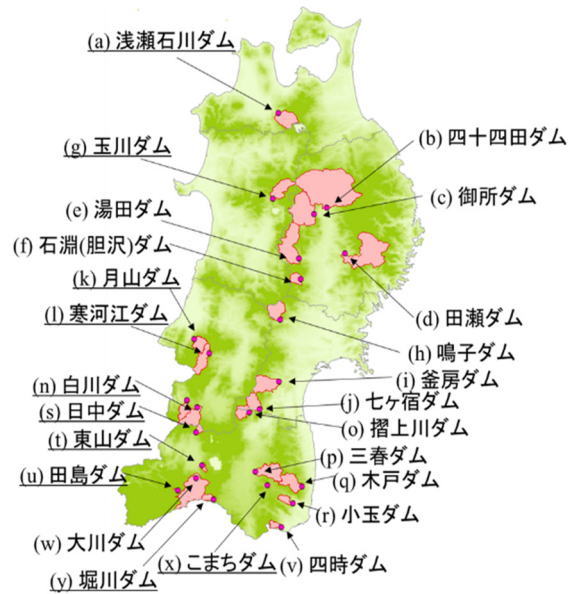 (a) 浅瀬石川ダム
(b) 四十四田ダム
(g) 玉川ダム
(c) 御所ダム
(e) 湯田ダム
(f) 石淵(胆沢)ダム
(k) 月山ダム
(l) 寒河江ダム
(d) 田瀬ダム
(h) 鳴子ダム
(i) 釜房ダム
(n) 白川ダム
(j) 七ヶ宿ダム
(s) 日中ダム
(o) 摺上川ダム
(t) 東山ダム
(p) 三春ダム
(u) 田島ダム
(q) 木戸ダム
(r) 小玉ダム
(w) 大川ダム
(x) こまちダム
(v) 四時ダム
(y) 堀川ダム